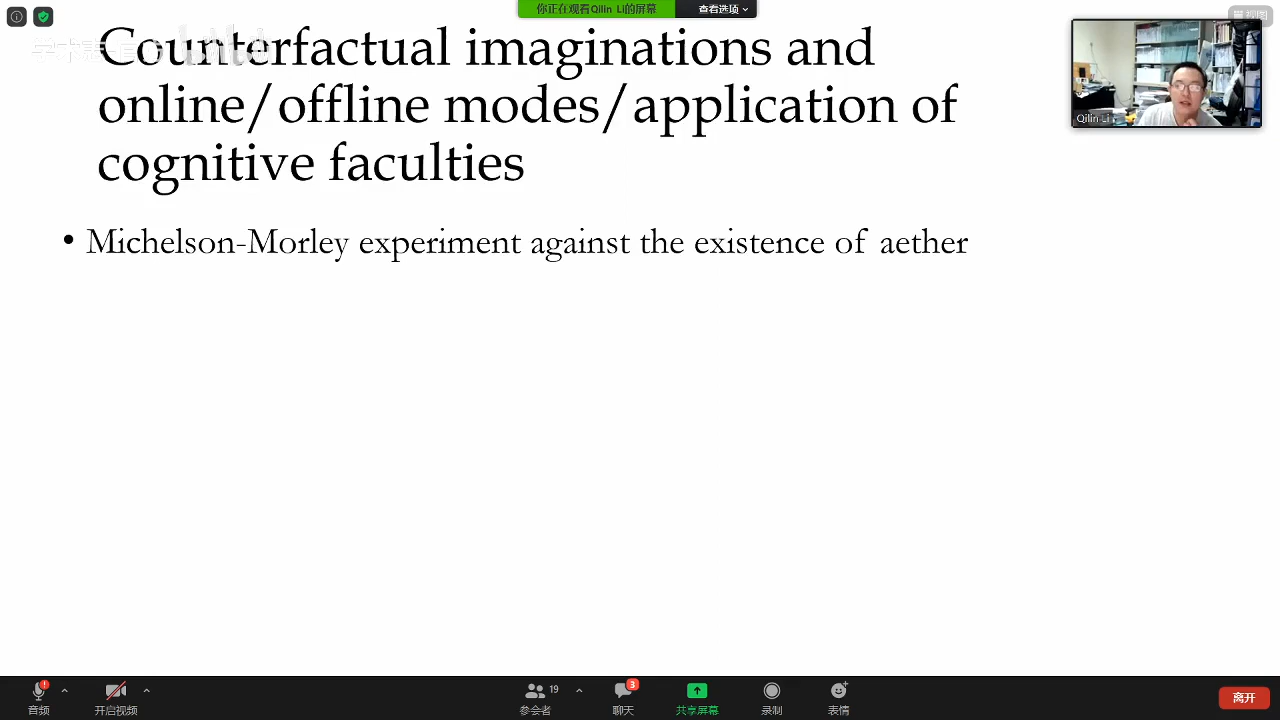 你正在观看Qilin Li的屏幕
查看选项
置视图
Counterfactual imaginations and
online/offline modes/application of
cognitive faculties
Qilin Li
• Michelson-Morley experiment against the existence of aether
音频
开启视频
19
参会者
3
聊天
共享屏幕
录制
表情
离开